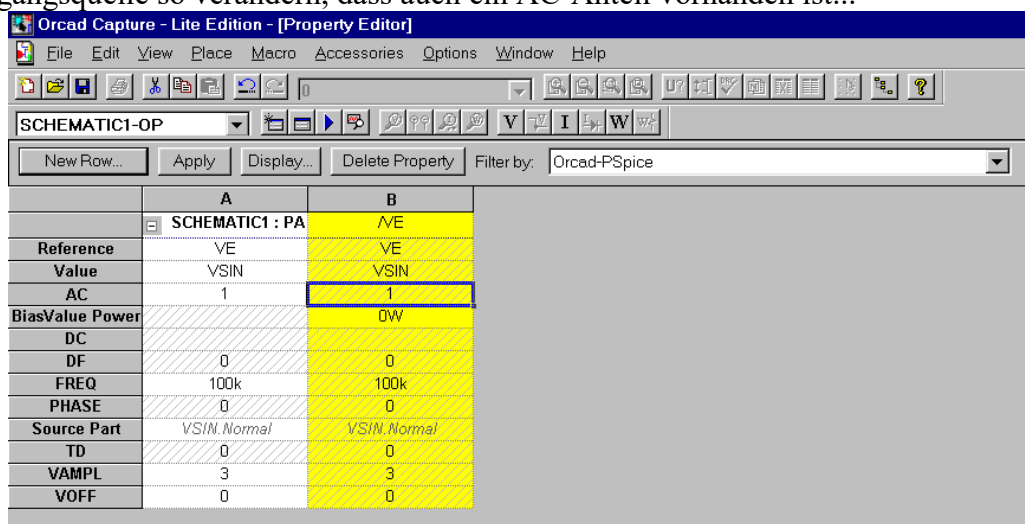 gangsquelle so verändern, dass auch ein AC-Anteil vorhanden ist...
Orcad Capture - Lite Edition - [Property Editor]
File Edit View Place Macro Accessories Options Window Help
0 U?
SCHEMATIC1-OP V I W
New Row... Apply Display... Delete Property Filter by: Orcad-PSpice
A B
SCHEMATIC1 : PA /VE
Reference VE VE
Value VSIN VSIN
AC 1 1
BiasValue Power 0W
DC
DF 0 0
FREQ 100k 100k
PHASE 0 0
Source Part VSIN.Normal VSIN.Normal
TD 0 0
VAMPL 3 3
VOFF 0 0